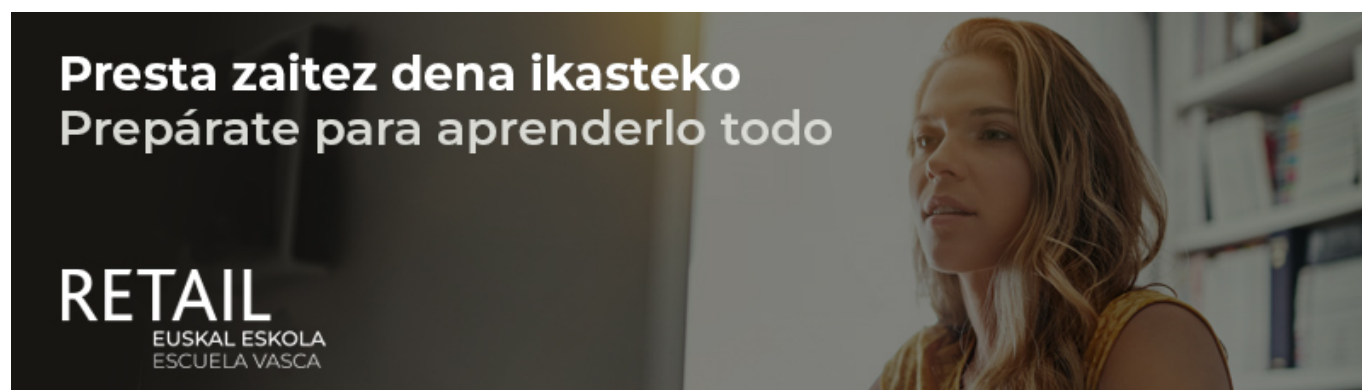 Presta zaitez dena ikasteko
Prepárate para aprenderlo todo
RETAIL
EUSKAL ESKOLA
ESCUELA VASCA